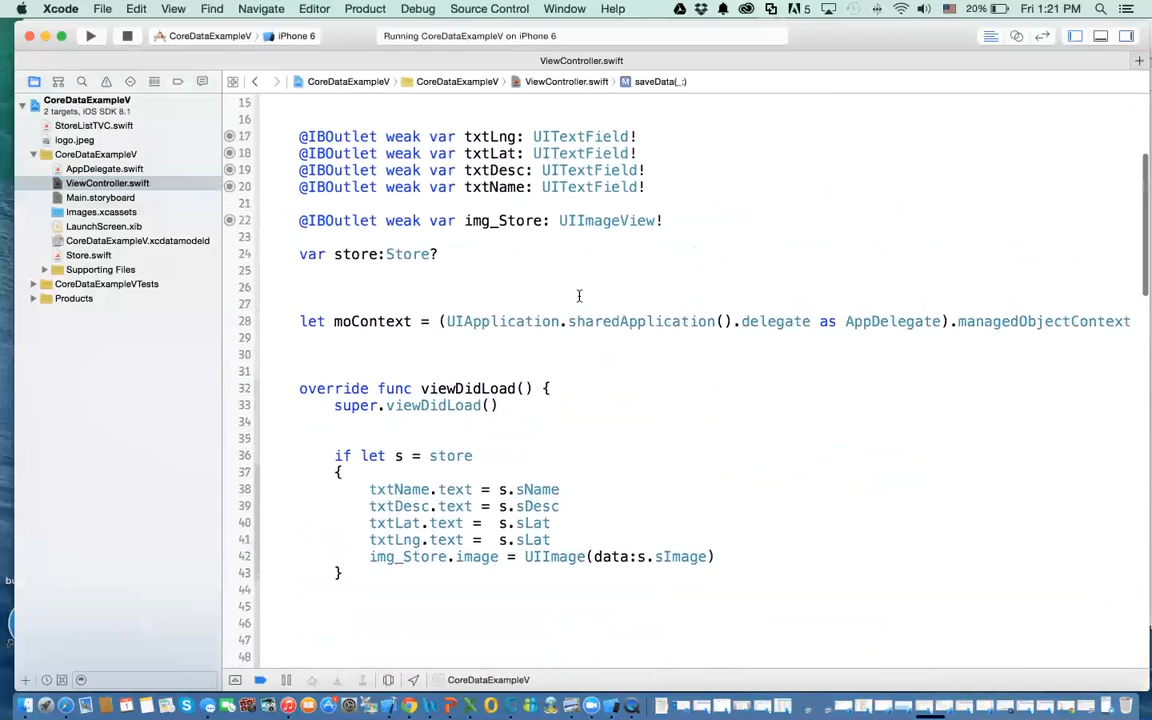 Xcode File Edit View Find Navigate Editor Product Debug Source Control Window Help 5 20% Fri 1:21 PM
CoreDataExampleV iPhone 6 Running CoreDataExampleV on iPhone 6
ViewController.swift
CoreDataExampleV CoreDataExampleV ViewController.swift M saveData(_:)
CoreDataExampleV
2 targets, iOS SDK 8.1
StoreListTVC.swift
logo.jpeg
CoreDataExampleV
AppDelegate.swift
ViewController.swift
Main.storyboard
Images.xcassets
LaunchScreen.xib
CoreDataExampleV.xcdatamodeld
Store.swift
Supporting Files
CoreDataExampleVTests
Products
15
16
17 @IBOutlet weak var txtLng: UITextField!
18 @IBOutlet weak var txtLat: UITextField!
19 @IBOutlet weak var txtDesc: UITextField!
20 @IBOutlet weak var txtName: UITextField!
21
22 @IBOutlet weak var img_Store: UIImageView!
23
24 var store:Store?
25
26
27
28 let moContext = (UIApplication.sharedApplication().delegate as AppDelegate).managedObjectContext
29
30
31
32 override func viewDidLoad() {
33 super.viewDidLoad()
34
35
36 if let s = store
37 {
38 txtName.text = s.sName
39 txtDesc.text = s.sDesc
40 txtLat.text = s.sLat
41 txtLng.text = s.sLat
42 img_Store.image = UIImage(data:s.sImage)
43 }
44
45
46
47
48
CoreDataExampleV